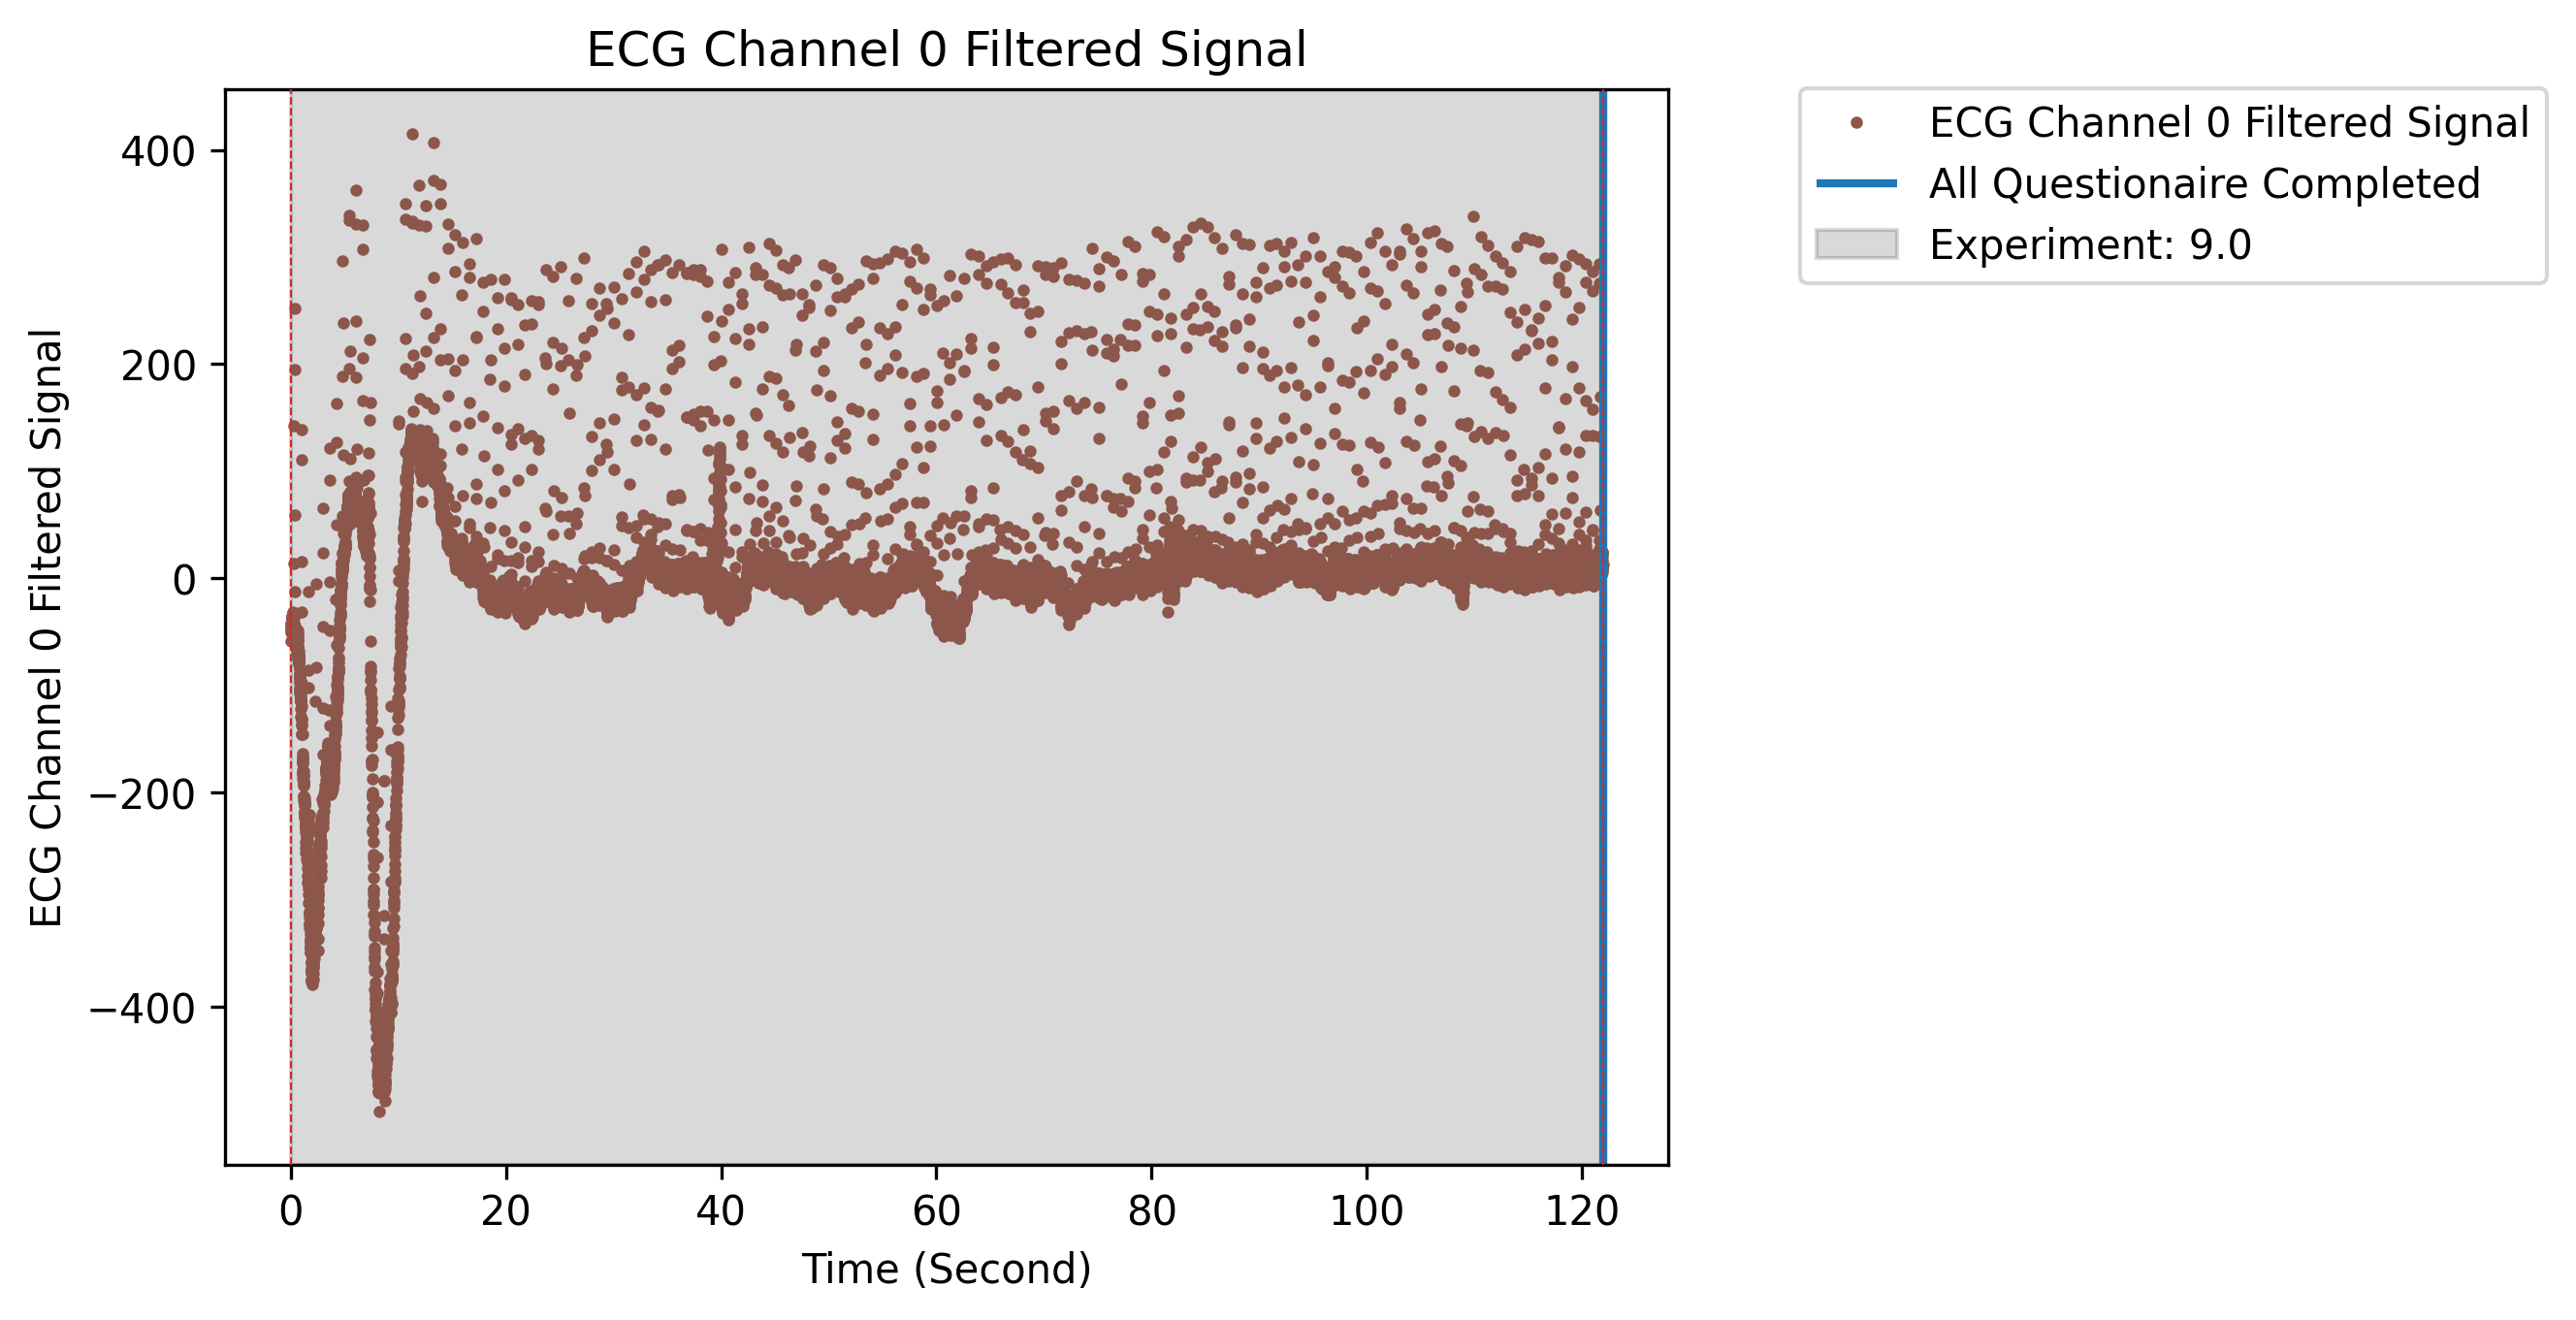 ECG Channel 0 Filtered Signal
ECG Channel 0 Filtered Signal
400
200
0
−200
−400
0 20 40 60 80 100 120
Time (Second)
ECG Channel 0 Filtered Signal
All Questionaire Completed
Experiment: 9.0